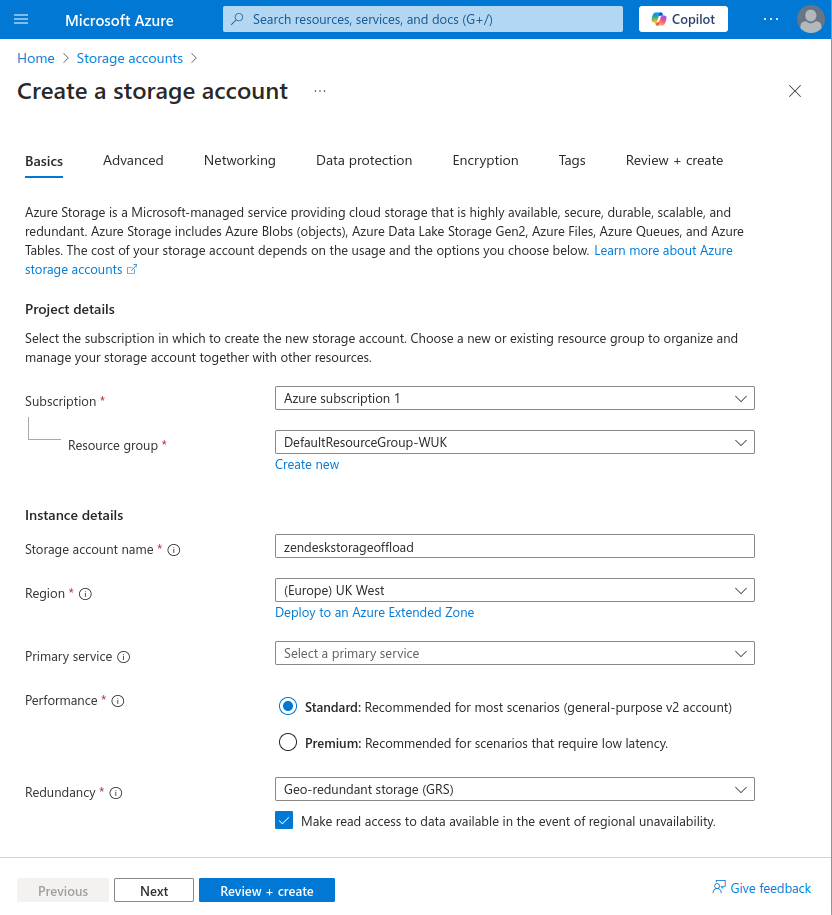 Microsoft Azure
Search resources, services, and docs (G+/)
Copilot
Home > Storage accounts >
Create a storage account
Basics Advanced Networking Data protection Encryption Tags Review + create
Azure Storage is a Microsoft-managed service providing cloud storage that is highly available, secure, durable, scalable, and
redundant. Azure Storage includes Azure Blobs (objects), Azure Data Lake Storage Gen2, Azure Files, Azure Queues, and Azure
Tables. The cost of your storage account depends on the usage and the options you choose below. Learn more about Azure
storage accounts
Project details
Select the subscription in which to create the new storage account. Choose a new or existing resource group to organize and
manage your storage account together with other resources.
Subscription * Azure subscription 1
Resource group * DefaultResourceGroup-WUK
Create new
Instance details
Storage account name * zendeskstorageoffload
Region * (Europe) UK West
Deploy to an Azure Extended Zone
Primary service Select a primary service
Performance * Standard: Recommended for most scenarios (general-purpose v2 account)
Premium: Recommended for scenarios that require low latency.
Redundancy * Geo-redundant storage (GRS)
Make read access to data available in the event of regional unavailability.
Previous Next Review + create Give feedback